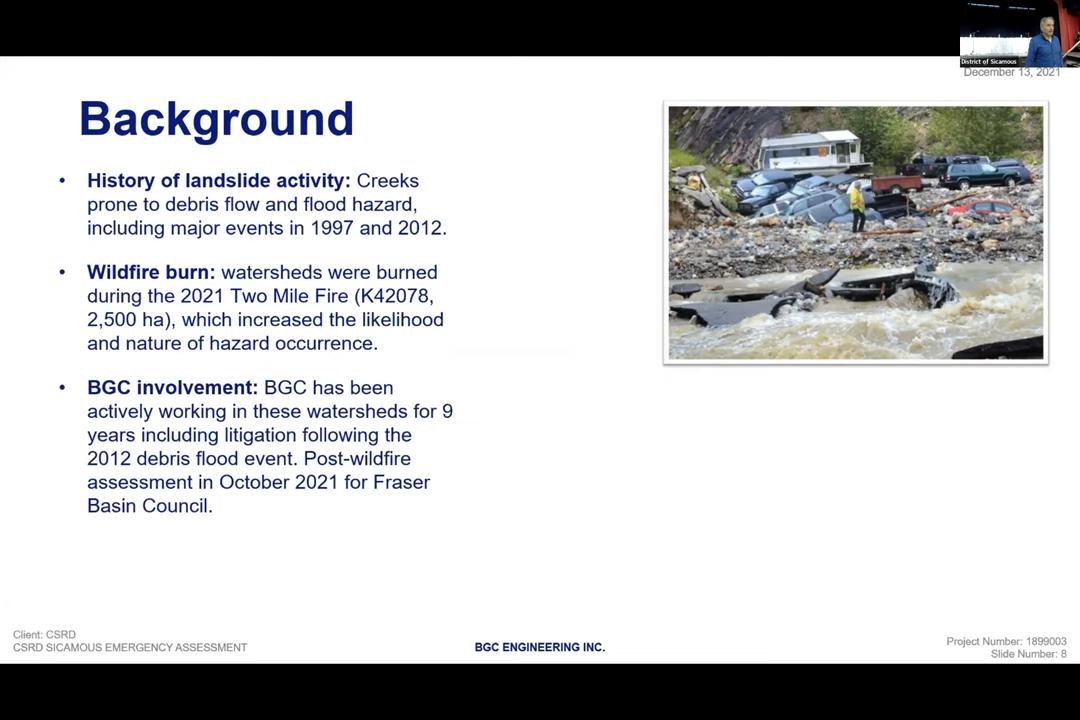 District of Sicamous
December 13, 2021
Background
• History of landslide activity: Creeks
prone to debris flow and flood hazard,
including major events in 1997 and 2012.
• Wildfire burn: watersheds were burned
during the 2021 Two Mile Fire (K42078,
2,500 ha), which increased the likelihood
and nature of hazard occurrence.
• BGC involvement: BGC has been
actively working in these watersheds for 9
years including litigation following the
2012 debris flood event. Post-wildfire
assessment in October 2021 for Fraser
Basin Council.
Client: CSRD
CSRD SICAMOUS EMERGENCY ASSESSMENT
BGC ENGINEERING INC.
Project Number: 1899003
Slide Number: 8